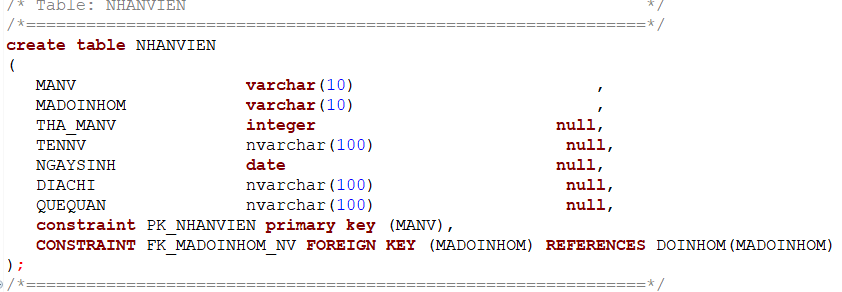 /* Table: NHANVIEN */
/*==============================================================*/
create table NHANVIEN
(
MANV varchar(10) ,
MADOINHOM varchar(10) ,
THA_MANV integer null,
TENNV nvarchar(100) null,
NGAYSINH date null,
DIACHI nvarchar(100) null,
QUEQUAN nvarchar(100) null,
constraint PK_NHANVIEN primary key (MANV),
CONSTRAINT FK_MADOINHOM_NV FOREIGN KEY (MADOINHOM) REFERENCES DOINHOM(MADOINHOM)
);
/*==============================================================*/